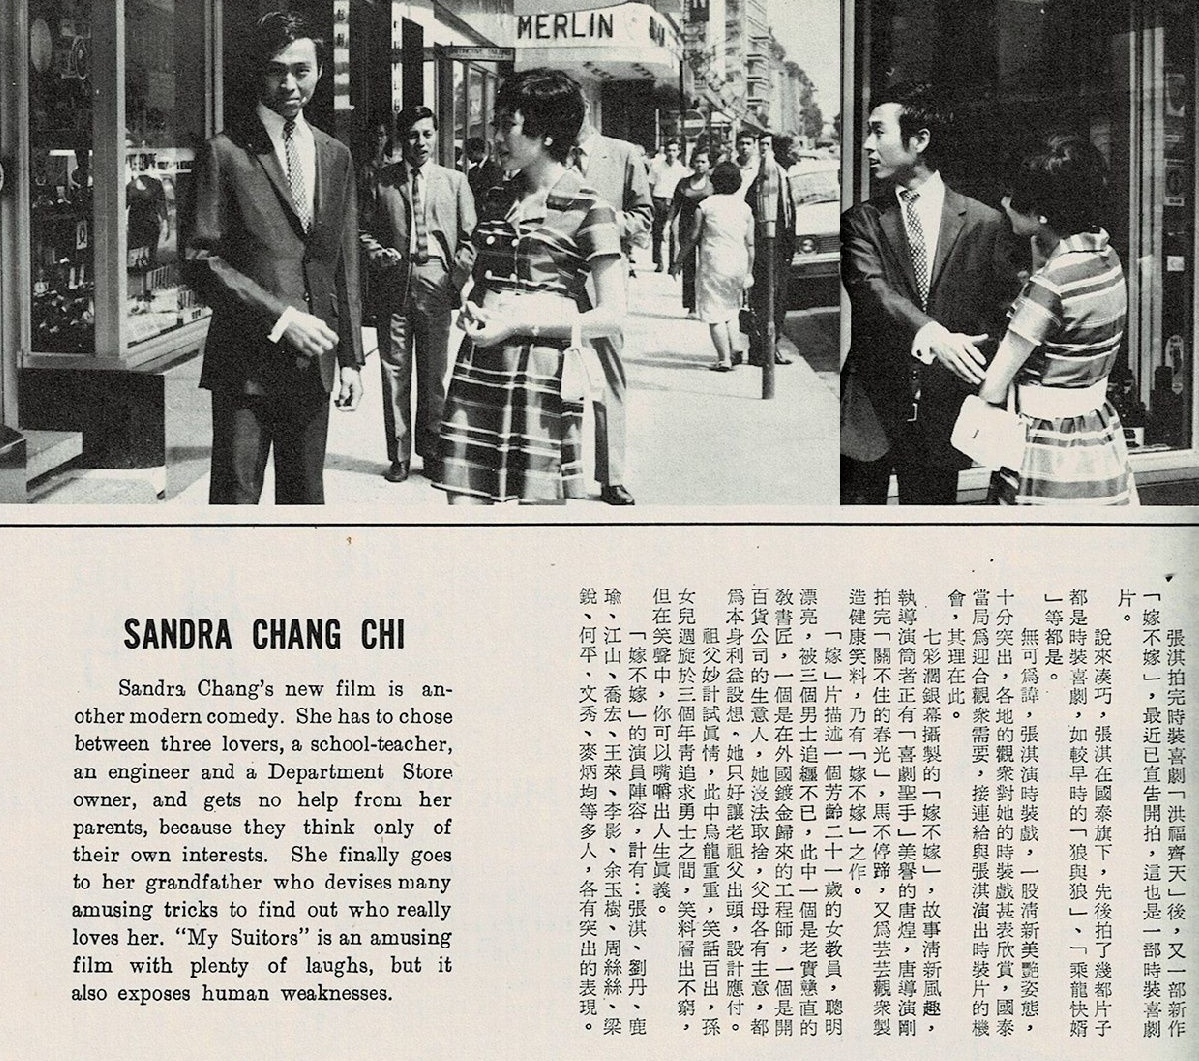 MERLIN
SANDRA CHANG CHI
Sandra Chang's new film is an-
other modern comedy. She has to chose
between three lovers, a school-teacher,
an engineer and a Department Store
owner, and gets no help from her
parents, because they think only of
their own interests. She finally goes
to her grandfather who devises many
amusing tricks to find out who really
loves her. “My Suitors” is an amusing
film with plenty of laughs, but it
also exposes human weaknesses.
張淇拍完時裝喜劇「洪福齊天」後，又一部新作
「嫁不嫁」，最近已宣告開拍，這也是一部時裝喜劇
片。
說來凑巧，張淇在國泰旗下，先後拍了幾都片子
都是時裝喜劇，如較早時的「狼與狼」、「乘龍快婿
」等都是。
無可爲諱，張淇演時裝戲，一股清新美艷姿態，
十分突出，各地的觀衆對她的時裝戲甚表欣賞，國泰
當局爲迎合觀衆需要，接連給與張淇演出時裝片的機
會，其理在此。
七彩濶銀幕攝製的「嫁不嫁」，故事清新風趣，
執導演筒者正有「喜劇聖手」美譽的唐煌，唐導演剛
拍完「關不住的春光」，馬不停蹄，又爲芸芸觀衆製
造健康笑料，乃有「嫁不嫁」之作。
「嫁」片描述一個芳齡二十一歲的女教員，聰明
漂亮，被三個男士追纏不已，此中一個是老實戇直的
教書匠，一個是在外國鍍金歸來的工程師，一個是開
百貨公司的生意人，她沒法取捨，父母各有主意，都
爲本身利益設想。她只好讓老祖父出頭，設計應付。
祖父妙計試眞情，此中烏龍重重，笑話百出，孫
女兒週旋於三個年青追求勇士之間，笑料層出不窮，
但在笑聲中，你可以嘴嚼出人生眞義。
「嫁不嫁」的演員陣容，計有：張淇、劉丹、鹿
瑜、江山、喬宏、王萊、李影、余玉樹、周絲絲、梁
銳、何平、文秀、麥炳均等多人，各有突出的表現。